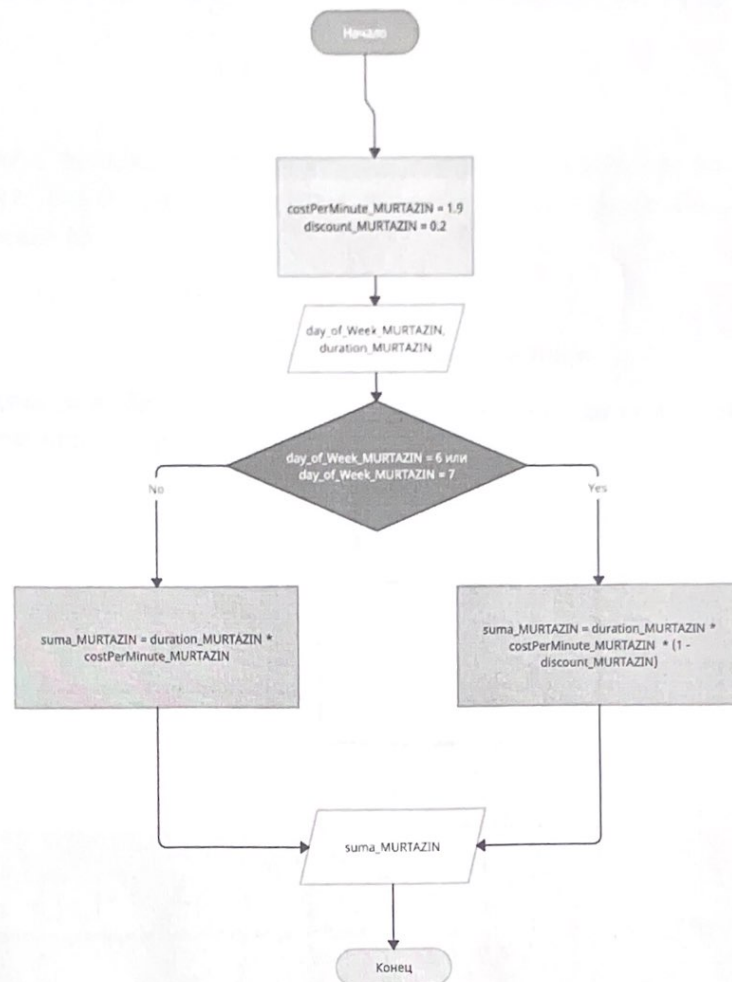 Начало
costPerMinute_MURTAZIN = 1.9
discount_MURTAZIN = 0.2
day_of_Week_MURTAZIN,
duration_MURTAZIN
day_of_Week_MURTAZIN = 6 или
day_of_Week_MURTAZIN = 7
No
Yes
suma_MURTAZIN = duration_MURTAZIN *
costPerMinute_MURTAZIN
suma_MURTAZIN = duration_MURTAZIN *
costPerMinute_MURTAZIN * (1 -
discount_MURTAZIN)
suma_MURTAZIN
Конец